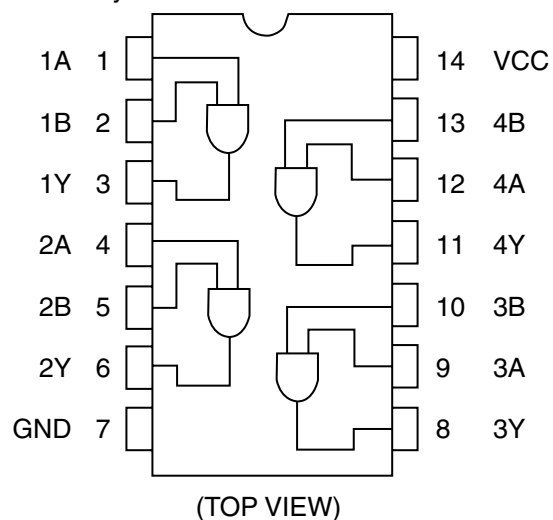 1A 1 14 VCC
1B 2 13 4B
1Y 3 12 4A
2A 4 11 4Y
2B 5 10 3B
2Y 6 9 3A
GND 7 8 3Y
(TOP VIEW)